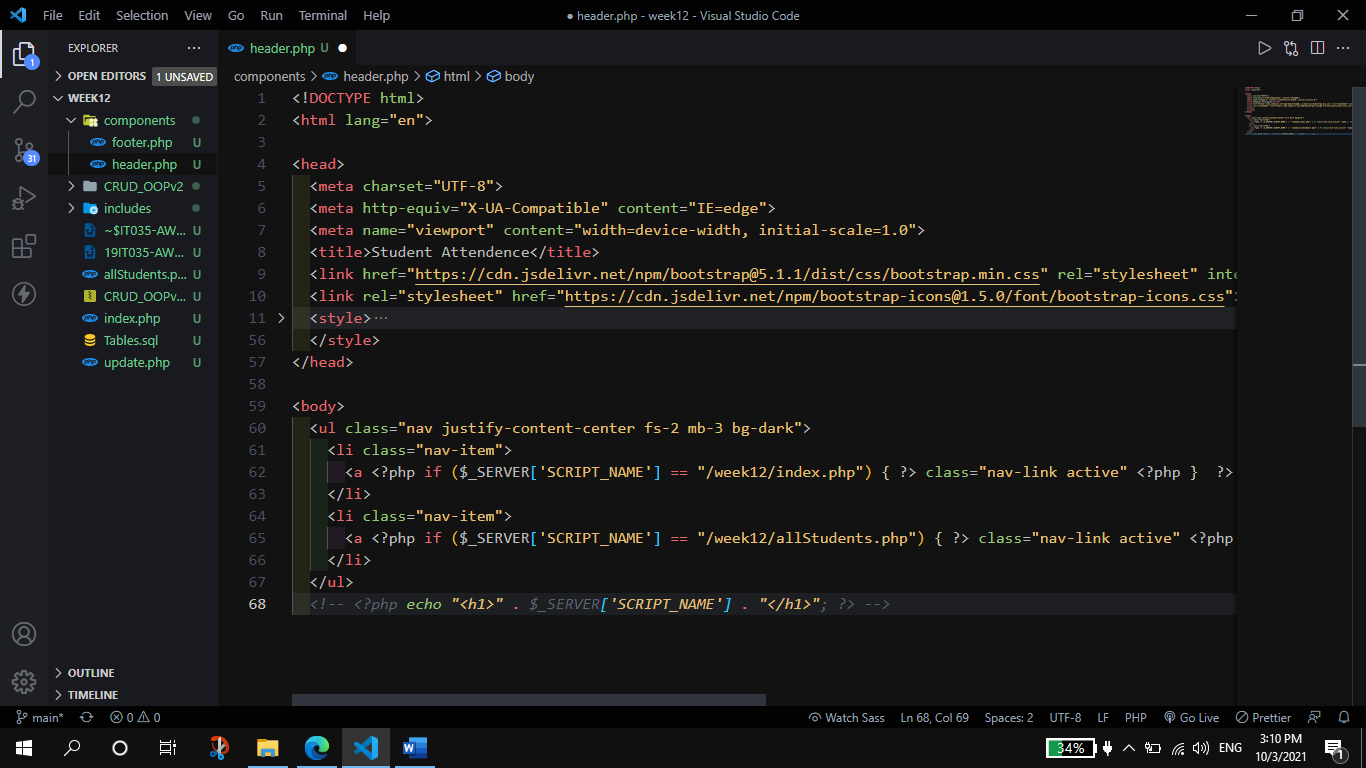 File Edit Selection View Go Run Terminal Help
● header.php - week12 - Visual Studio Code
EXPLORER
OPEN EDITORS 1 UNSAVED
WEEK12
components
footer.php U
header.php U
CRUD_OOPv2
includes
~$IT035-AW... U
19IT035-AW... U
allStudents.p... U
CRUD_OOPv... U
index.php U
Tables.sql U
update.php U
OUTLINE
TIMELINE
1
31
header.php U
components > header.php > html > body
1 <!DOCTYPE html>
2 <html lang="en">
3
4 <head>
5 <meta charset="UTF-8">
6 <meta http-equiv="X-UA-Compatible" content="IE=edge">
7 <meta name="viewport" content="width=device-width, initial-scale=1.0">
8 <title>Student Attendence</title>
9 <link href="https://cdn.jsdelivr.net/npm/bootstrap@5.1.1/dist/css/bootstrap.min.css" rel="stylesheet" inte
10 <link rel="stylesheet" href="https://cdn.jsdelivr.net/npm/bootstrap-icons@1.5.0/font/bootstrap-icons.css">
11 <style>…
56 </style>
57 </head>
58
59 <body>
60 <ul class="nav justify-content-center fs-2 mb-3 bg-dark">
61 <li class="nav-item">
62 <a <?php if ($_SERVER['SCRIPT_NAME'] == "/week12/index.php") { ?> class="nav-link active" <?php }  ?>
63 </li>
64 <li class="nav-item">
65 <a <?php if ($_SERVER['SCRIPT_NAME'] == "/week12/allStudents.php") { ?> class="nav-link active" <?php
66 </li>
67 </ul>
68 <!-- <?php echo "<h1>" . $_SERVER['SCRIPT_NAME'] . "</h1>"; ?> -->
main* 0 0
Watch Sass Ln 68, Col 69 Spaces: 2 UTF-8 LF PHP Go Live Prettier
34% ENG 3:10 PM
10/3/2021
1